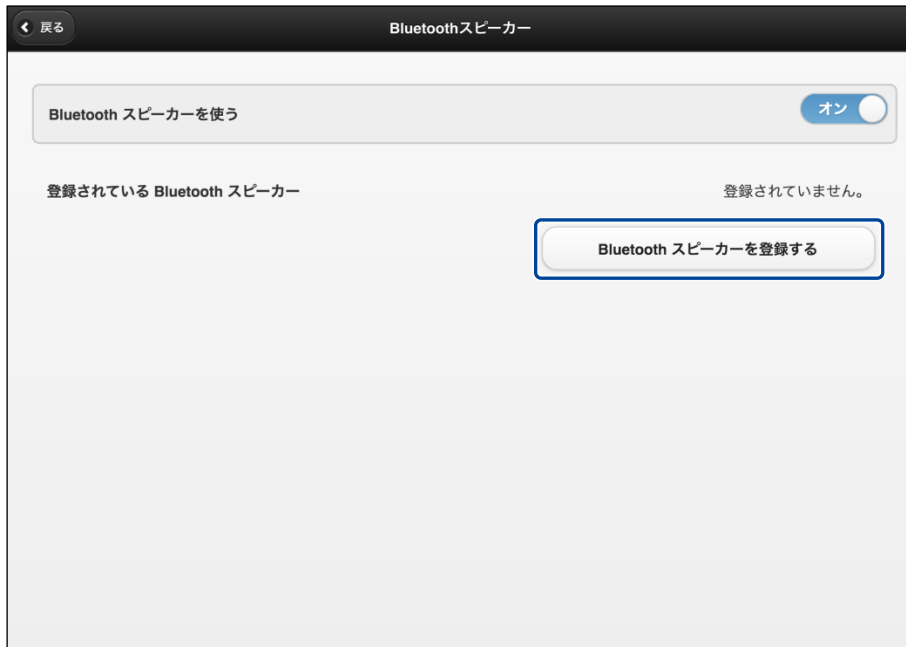 戻る
Bluetoothスピーカー
Bluetooth スピーカーを使う
オン
登録されている Bluetooth スピーカー
登録されていません。
Bluetooth スピーカーを登録する